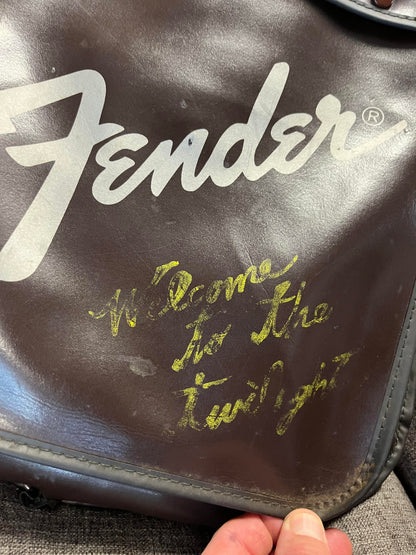 Fender®
Welcome
to the
twilight